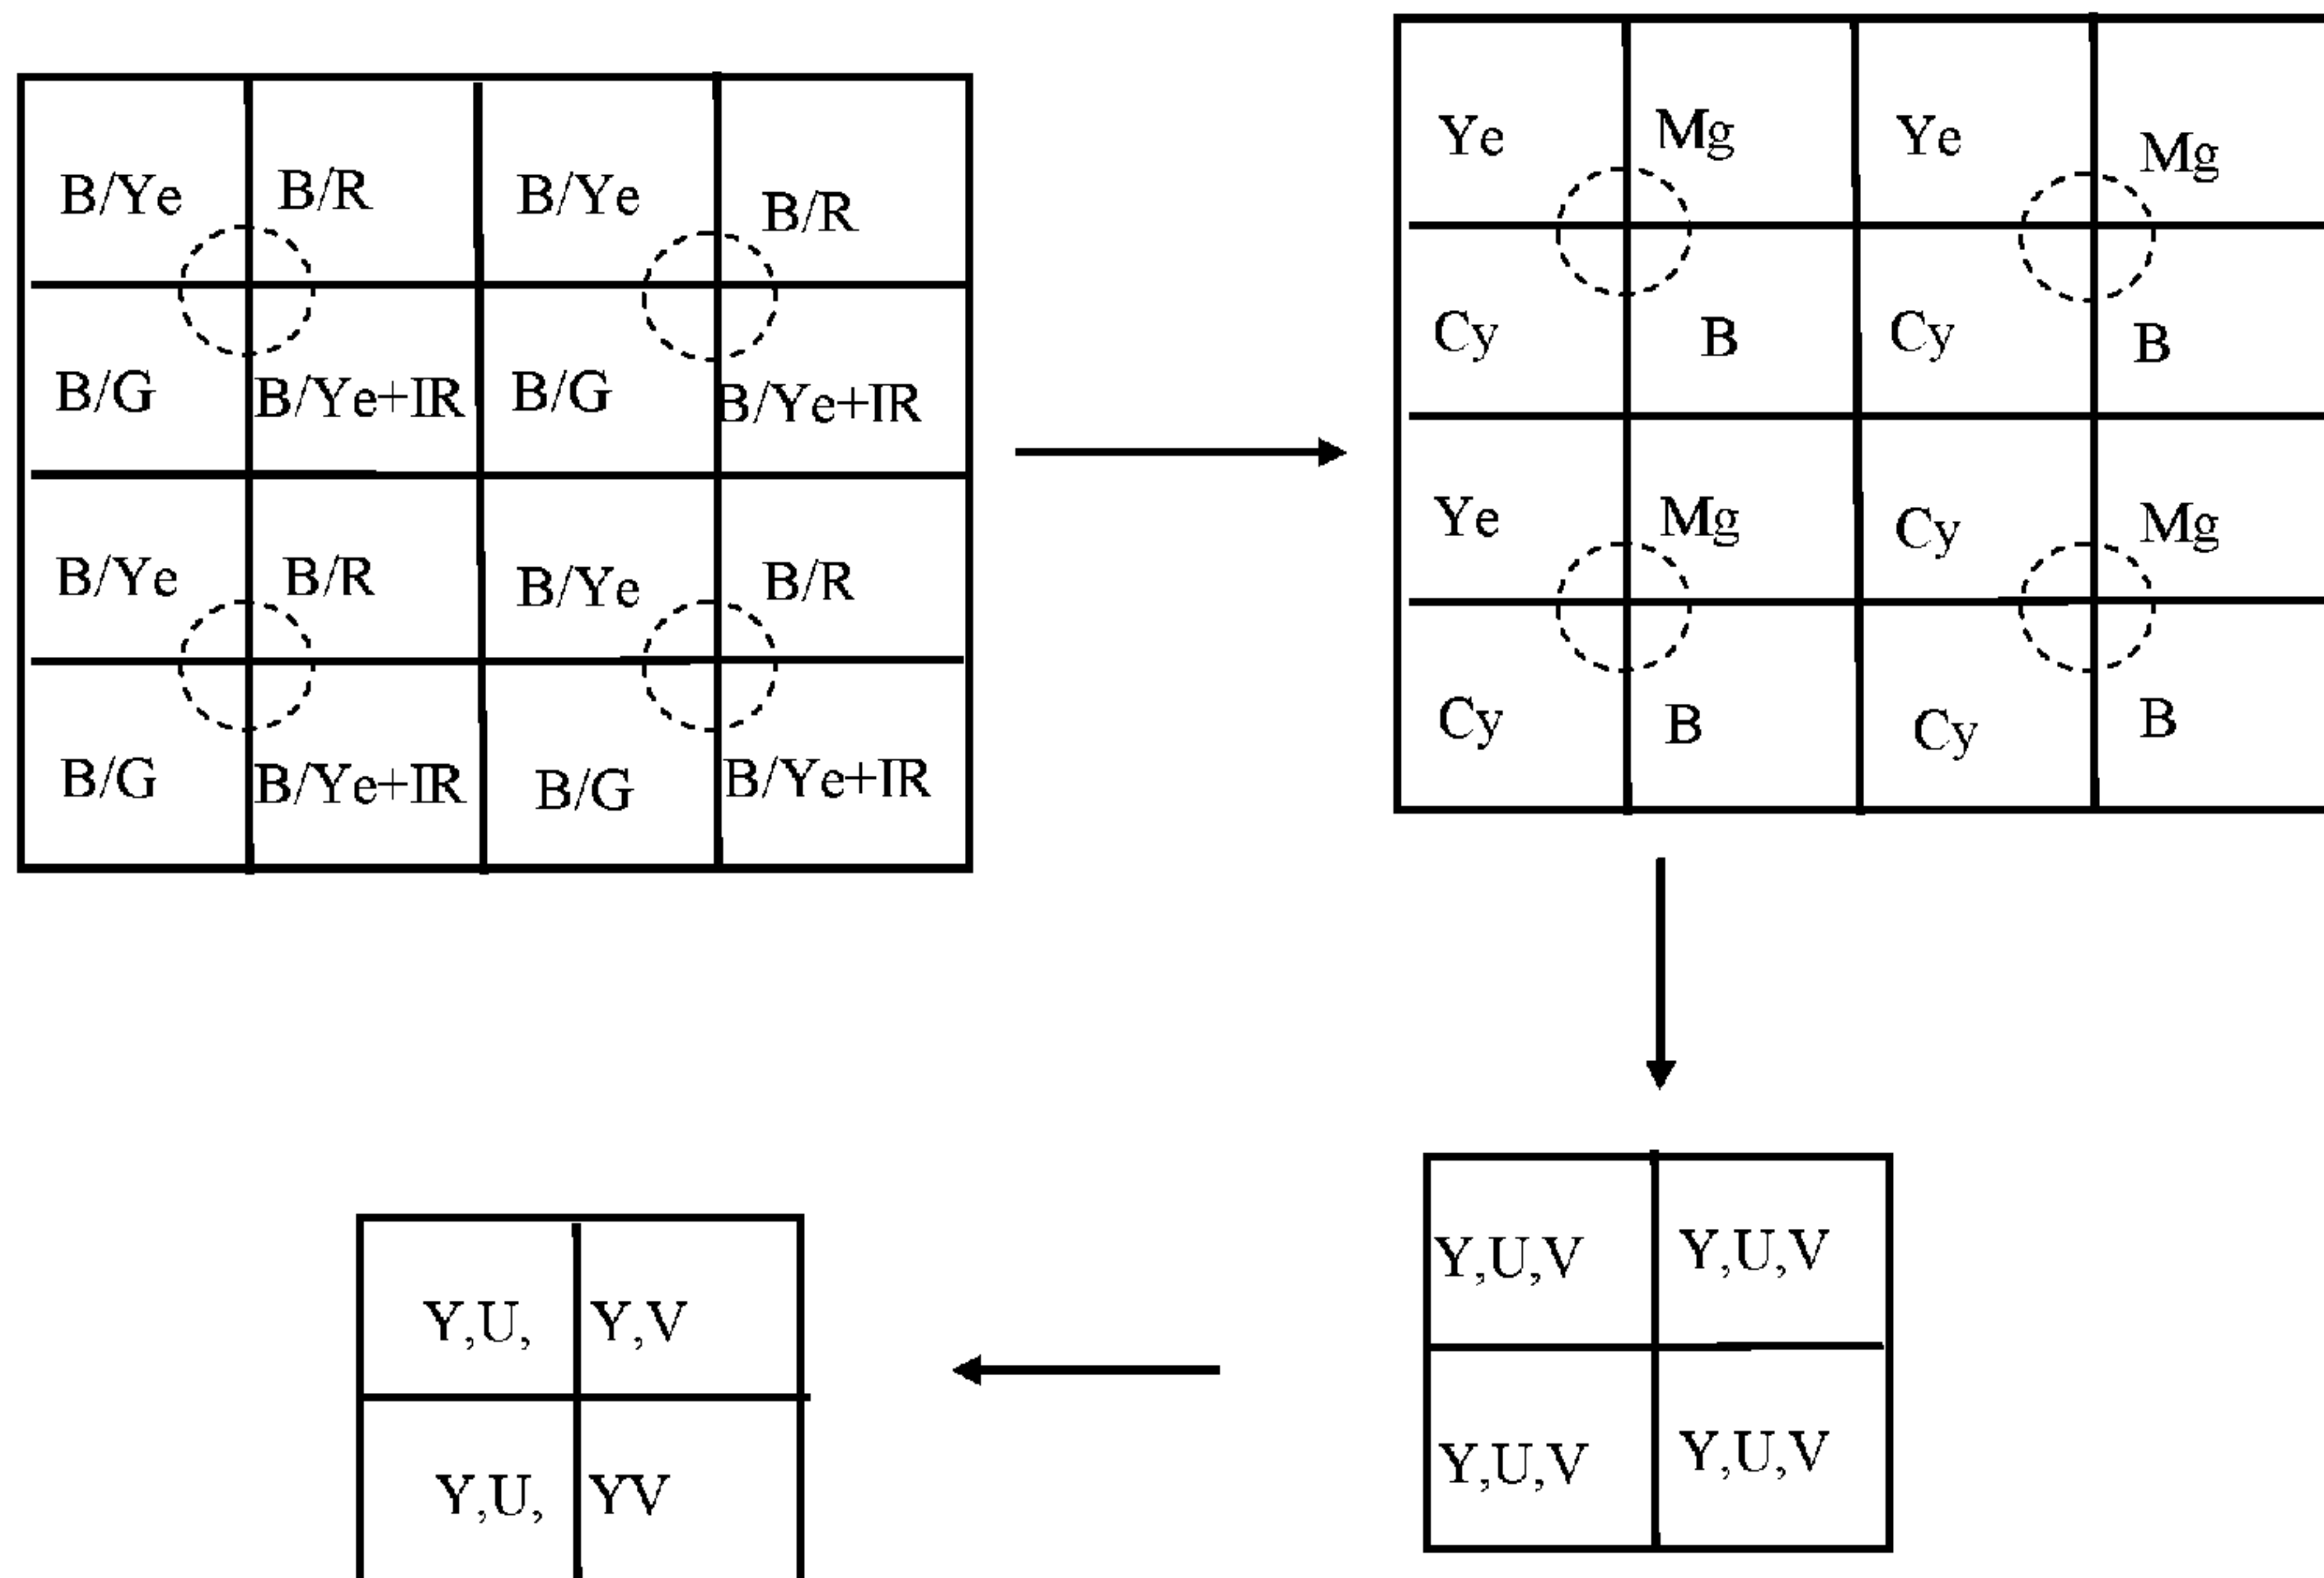 B/Ye B/R B/Ye B/R
B/G B/Ye+IR B/G B/Ye+IR
B/Ye B/R B/Ye B/R
B/G B/Ye+IR B/G B/Ye+IR
Ye Mg Ye Mg
Cy B Cy B
Ye Mg Cy Mg
Cy B Cy B
Y,U,V Y,U,V
Y,U,V Y,U,V
Y,U, Y,V
Y,U, YV